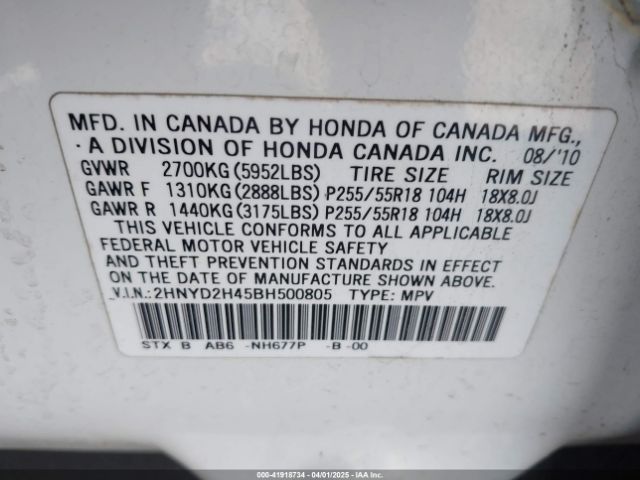 MFD. IN CANADA BY HONDA OF CANADA MFG.,
· A DIVISION OF HONDA CANADA INC. 08/'10
GVWR 2700KG (5952LBS) TIRE SIZE RIM SIZE
GAWR F 1310KG (2888LBS) P255/55R18 104H 18X8.0J
GAWR R 1440KG (3175LBS) P255/55R18 104H 18X8.0J
THIS VEHICLE CONFORMS TO ALL APPLICABLE
FEDERAL MOTOR VEHICLE SAFETY
AND THEFT PREVENTION STANDARDS IN EFFECT
ON THE DATE OF MANUFACTURE SHOWN ABOVE.
V.I.N.:2HNYD2H45BH500805 TYPE: MPV
STX B AB6 -NH677P -B -00
000-41918734 - 04/01/2025 - IAA Inc.